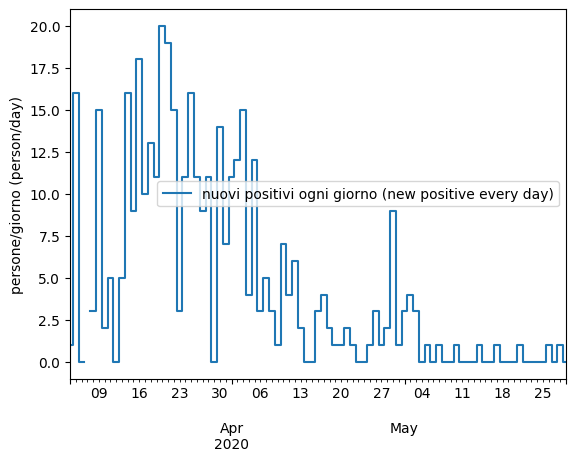 20.0
17.5
15.0
12.5
10.0
7.5
5.0
2.5
0.0
persone/giorno (person/day)
nuovi positivi ogni giorno (new positive every day)
09 16 23 30 06 13 20 27 04 11 18 25
Apr May
2020